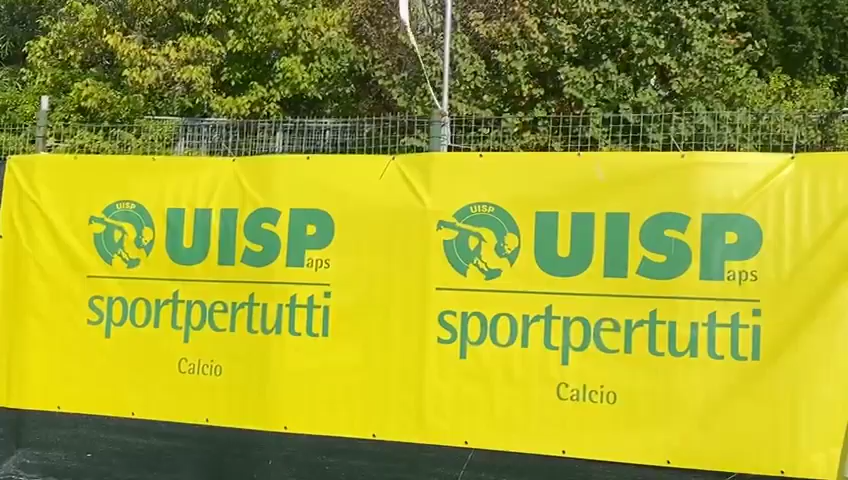 UISP
UISP
aps
sportpertutti
Calcio
UISP
UISP
aps
sportpertutti
Calcio